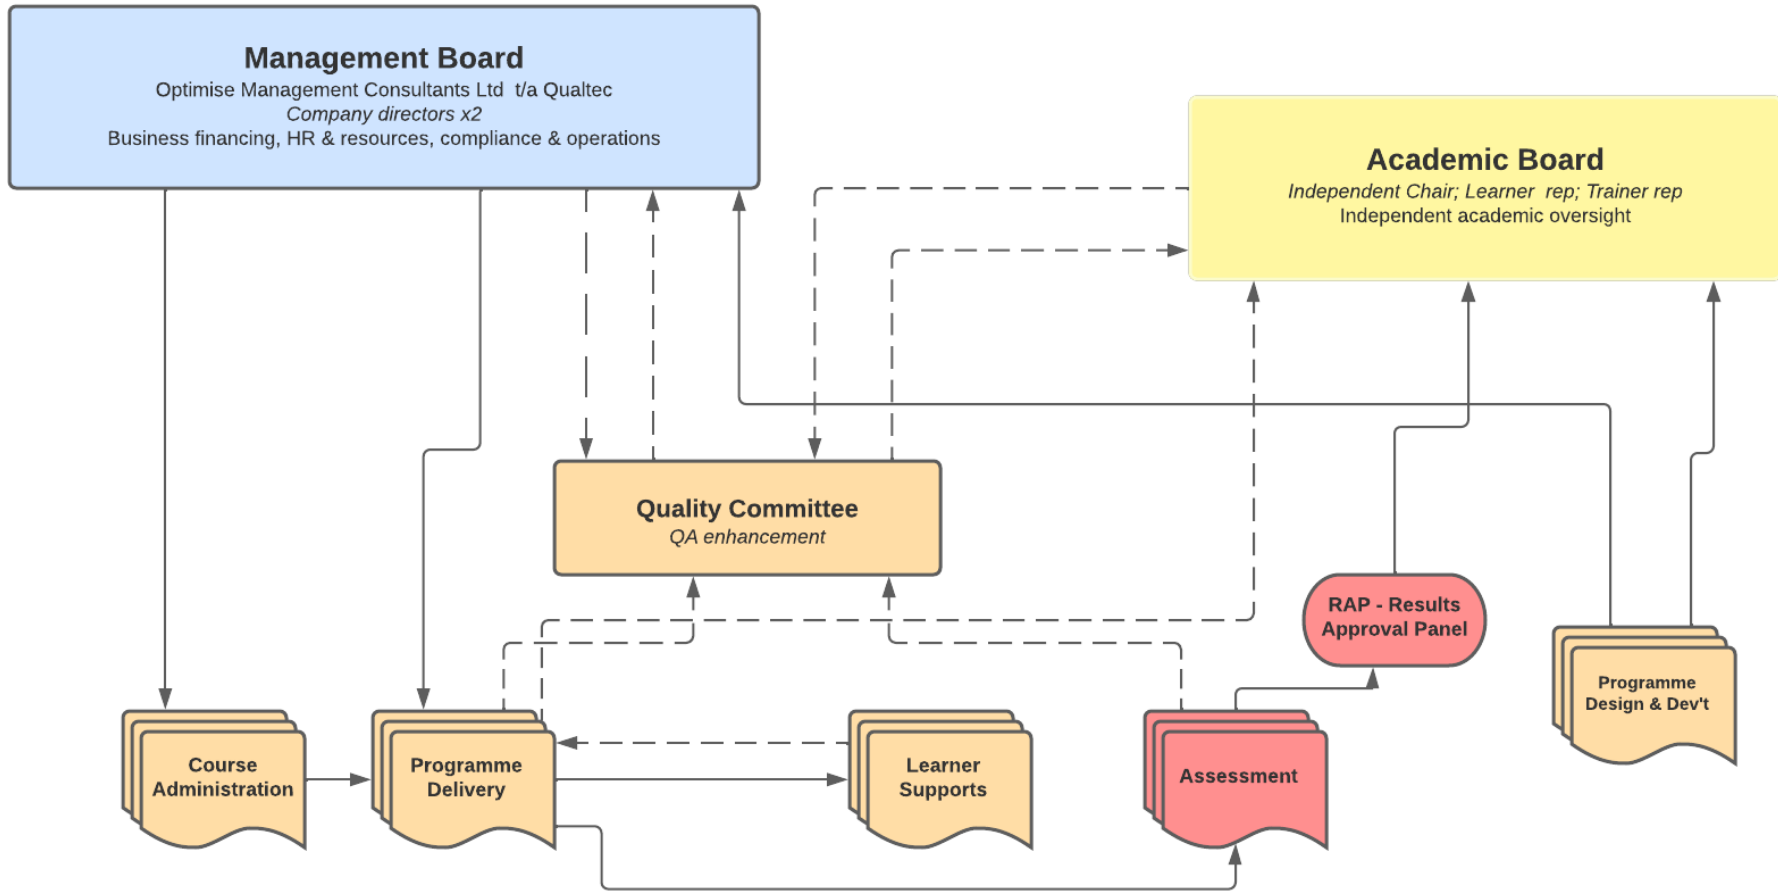 Management Board
Optimise Management Consultants Ltd  t/a Qualtec
Company directors x2
Business financing, HR & resources, compliance & operations
Academic Board
Independent Chair; Learner  rep; Trainer rep
Independent academic oversight
Quality Committee
QA enhancement
RAP - Results
Approval Panel
Programme
Design & Dev't
Course
Administration
Programme
Delivery
Learner
Supports
Assessment